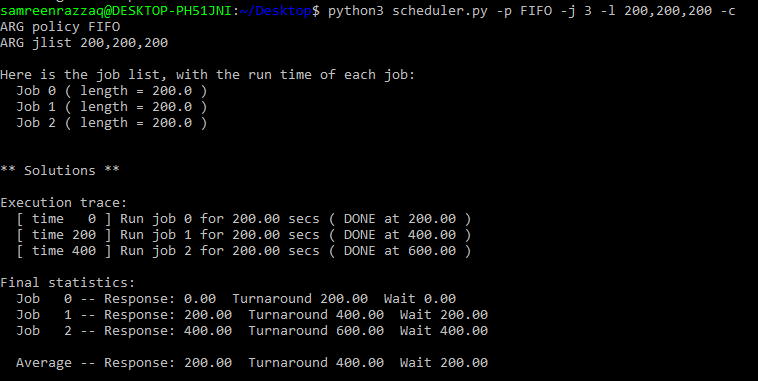 samreenrazzaq@DESKTOP-PH51JNI:~/Desktop$ python3 scheduler.py -p FIFO -j 3 -l 200,200,200 -c
ARG policy FIFO
ARG jlist 200,200,200
Here is the job list, with the run time of each job:
  Job 0 ( length = 200.0 )
  Job 1 ( length = 200.0 )
  Job 2 ( length = 200.0 )
** Solutions **
Execution trace:
  [ time   0 ] Run job 0 for 200.00 secs ( DONE at 200.00 )
  [ time 200 ] Run job 1 for 200.00 secs ( DONE at 400.00 )
  [ time 400 ] Run job 2 for 200.00 secs ( DONE at 600.00 )
Final statistics:
  Job   0 -- Response: 0.00  Turnaround 200.00  Wait 0.00
  Job   1 -- Response: 200.00  Turnaround 400.00  Wait 200.00
  Job   2 -- Response: 400.00  Turnaround 600.00  Wait 400.00
  Average -- Response: 200.00  Turnaround 400.00  Wait 200.00